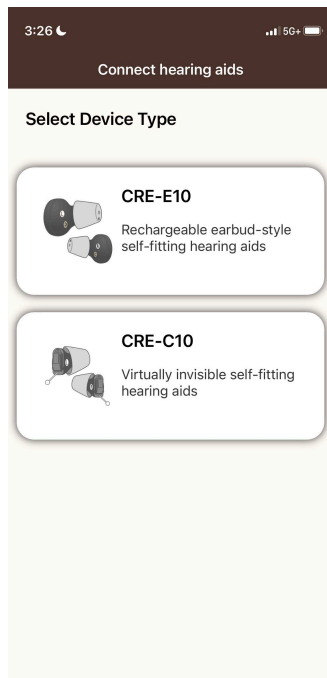 3:26
5G+
Connect hearing aids
Select Device Type
CRE-E10
Rechargeable earbud-style
self-fitting hearing aids
CRE-C10
Virtually invisible self-fitting
hearing aids